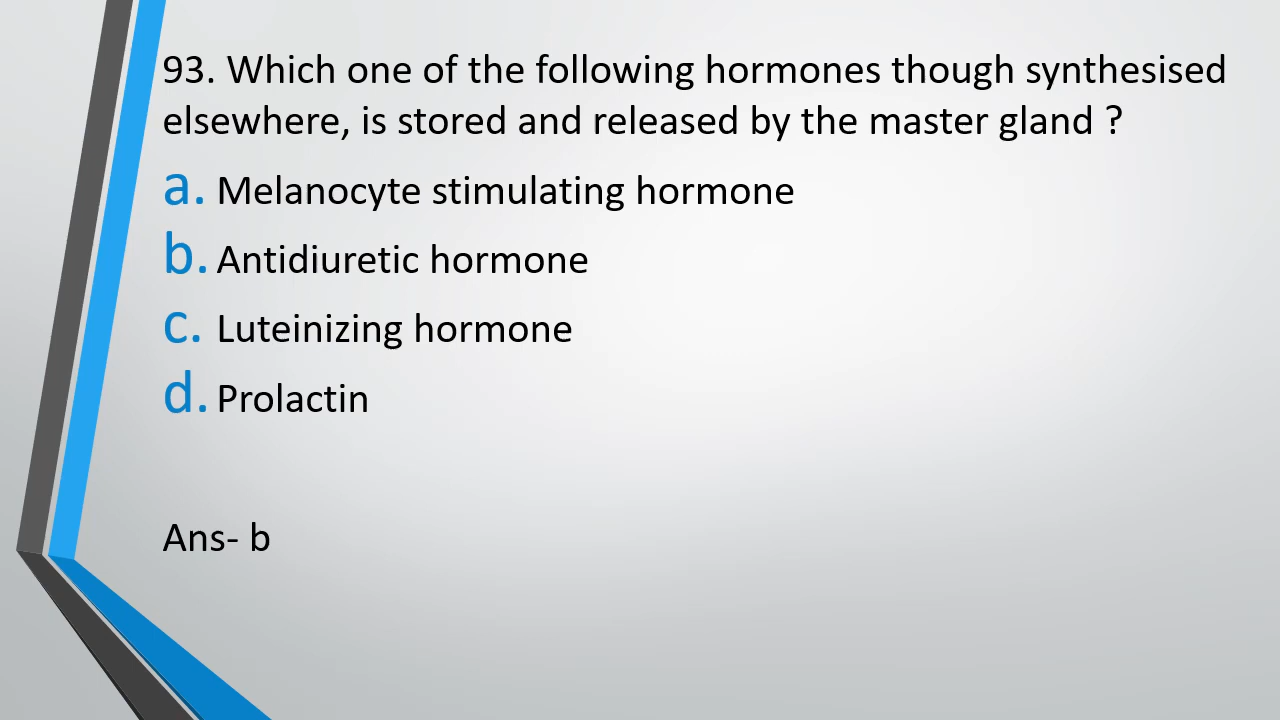 93. Which one of the following hormones though synthesised
elsewhere, is stored and released by the master gland ?
a. Melanocyte stimulating hormone
b. Antidiuretic hormone
c. Luteinizing hormone
d. Prolactin
Ans- b